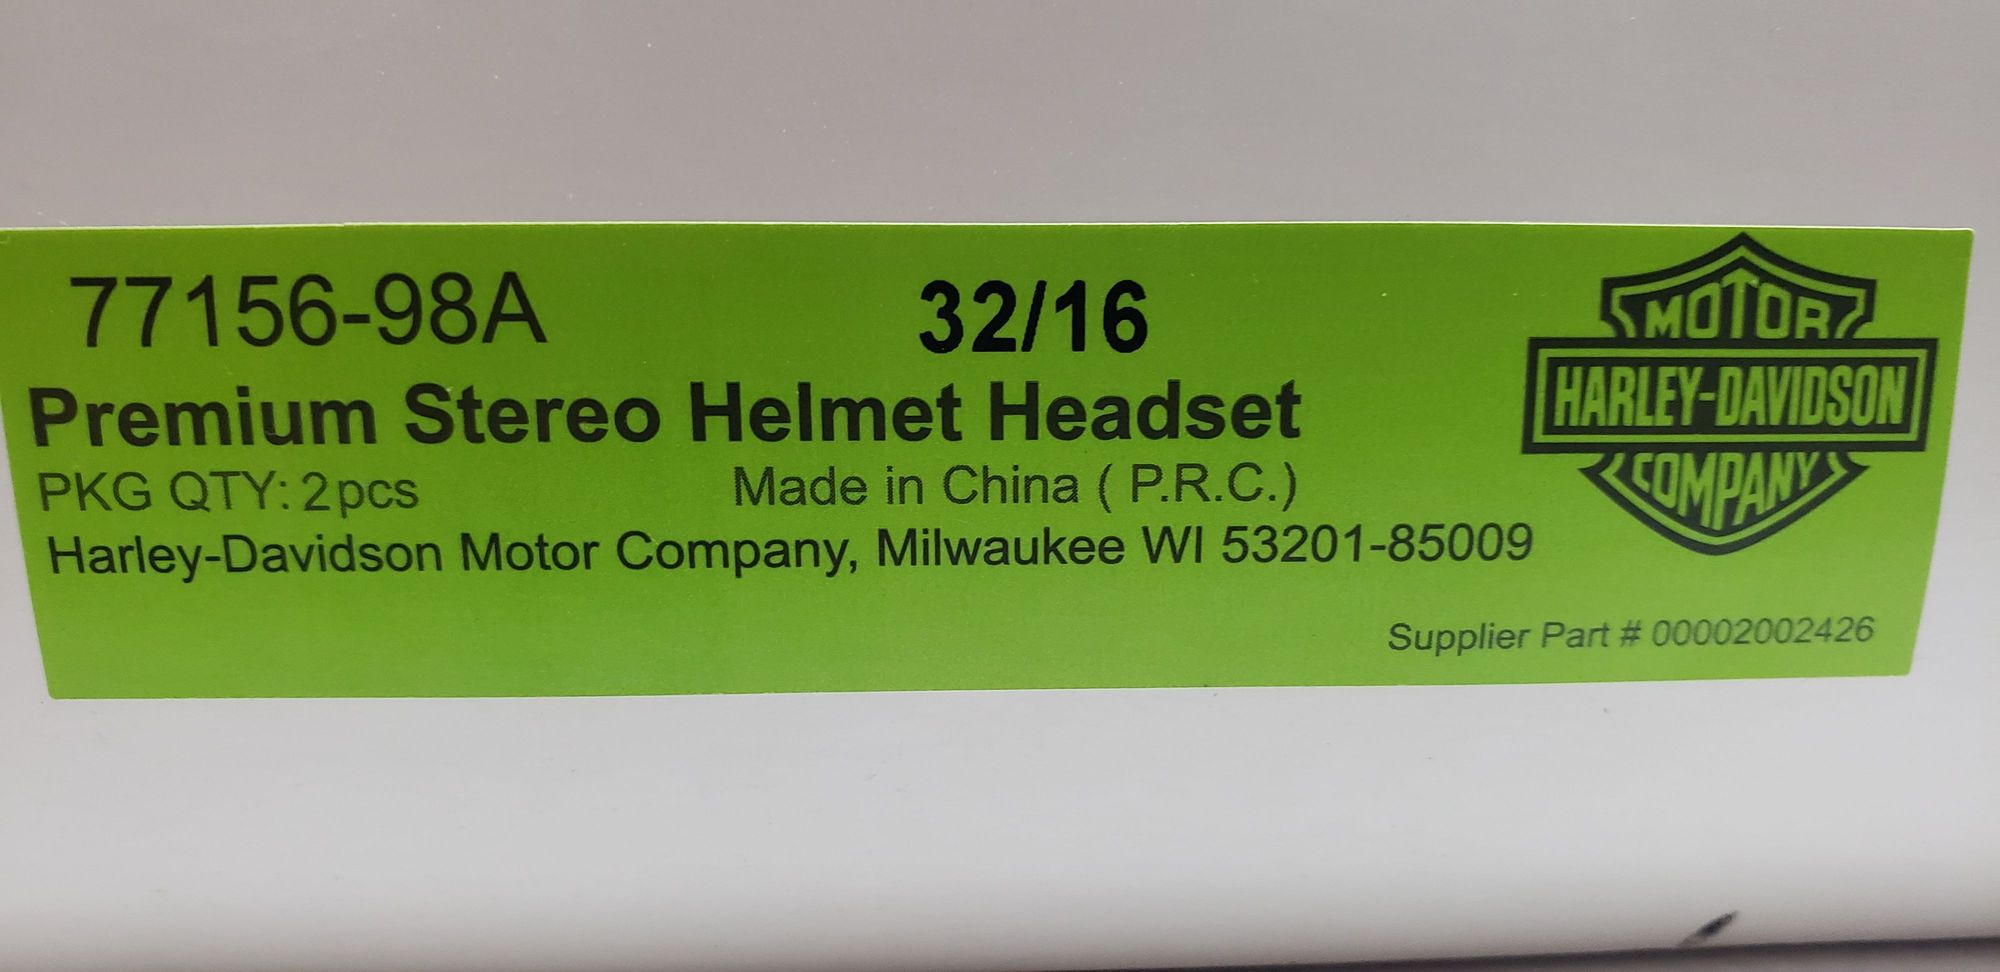 77156-98A 32/16
Premium Stereo Helmet Headset
PKG QTY: 2pcs Made in China ( P.R.C.)
Harley-Davidson Motor Company, Milwaukee WI 53201-85009
MOTOR
HARLEY-DAVIDSON
COMPANY
Supplier Part # 00002002426